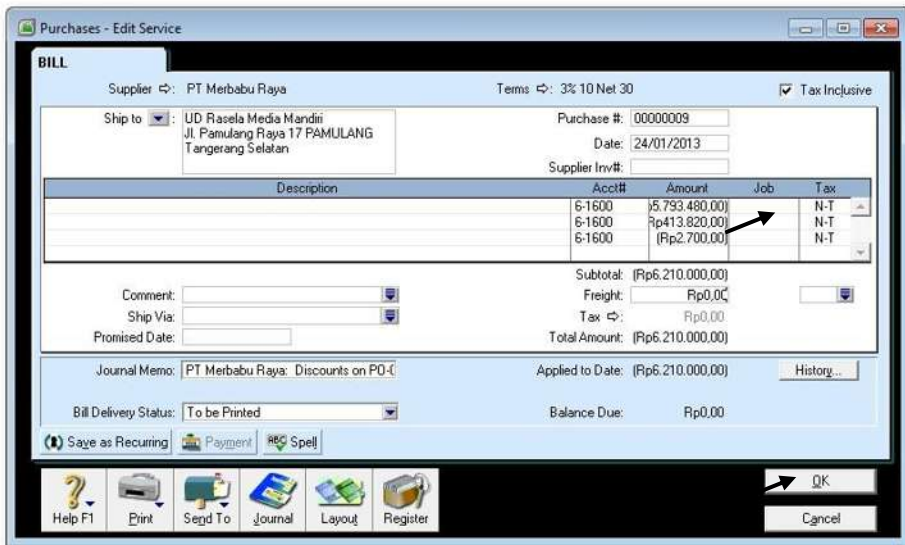 Purchases - Edit Service
BILL
Supplier ⇨: PT Merbabu Raya
Terms ⇨: 3% 10 Net 30
Tax Inclusive
Ship to : UD Rasela Media Mandiri
Jl. Pamulang Raya 17 PAMULANG
Tangerang Selatan
Purchase #: 00000009
Date: 24/01/2013
Supplier Inv#:
Description Acct# Amount Job Tax
6-1600 )5.793.480,00) N-T
6-1600 Rp413.820,00) N-T
6-1600 (Rp2.700,00) N-T
Subtotal: (Rp6.210.000,00)
Comment: Freight: Rp0,00
Ship Via: Tax ⇨: Rp0,00
Promised Date: Total Amount: (Rp6.210.000,00)
Journal Memo: PT Merbabu Raya: Discounts on PO-0
Applied to Date: (Rp6.210.000,00) History...
Bill Delivery Status: To be Printed
Balance Due: Rp0,00
Save as Recurring Payment ABC Spell
Help F1 Print Send To Journal Layout Register
OK
Cancel